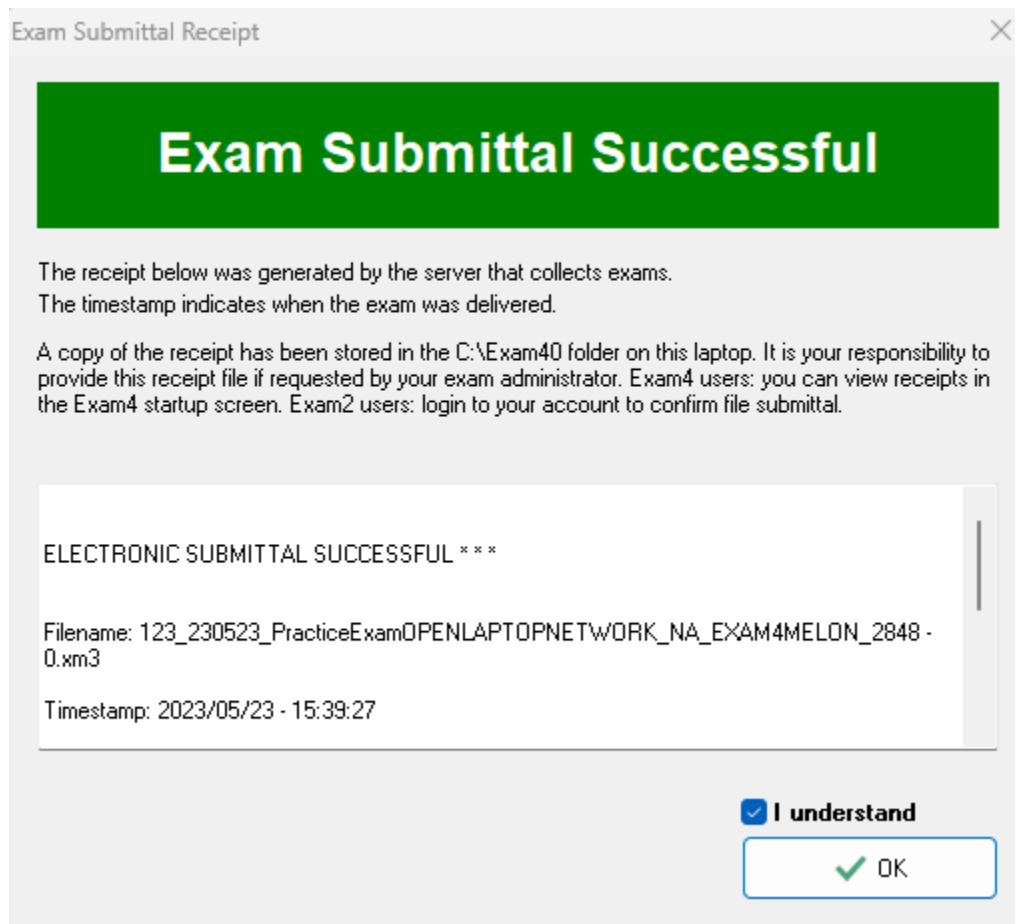 Exam Submittal Receipt
Exam Submittal Successful
The receipt below was generated by the server that collects exams.
The timestamp indicates when the exam was delivered.
A copy of the receipt has been stored in the C:\Exam40 folder on this laptop. It is your responsibility to
provide this receipt file if requested by your exam administrator. Exam4 users: you can view receipts in
the Exam4 startup screen. Exam2 users: login to your account to confirm file submittal.
ELECTRONIC SUBMITTAL SUCCESSFUL * * *
Filename: 123_230523_PracticeExamOPENLAPTOPNETWORK_NA_EXAM4MELON_2848 -
0.xm3
Timestamp: 2023/05/23 - 15:39:27
I understand
OK